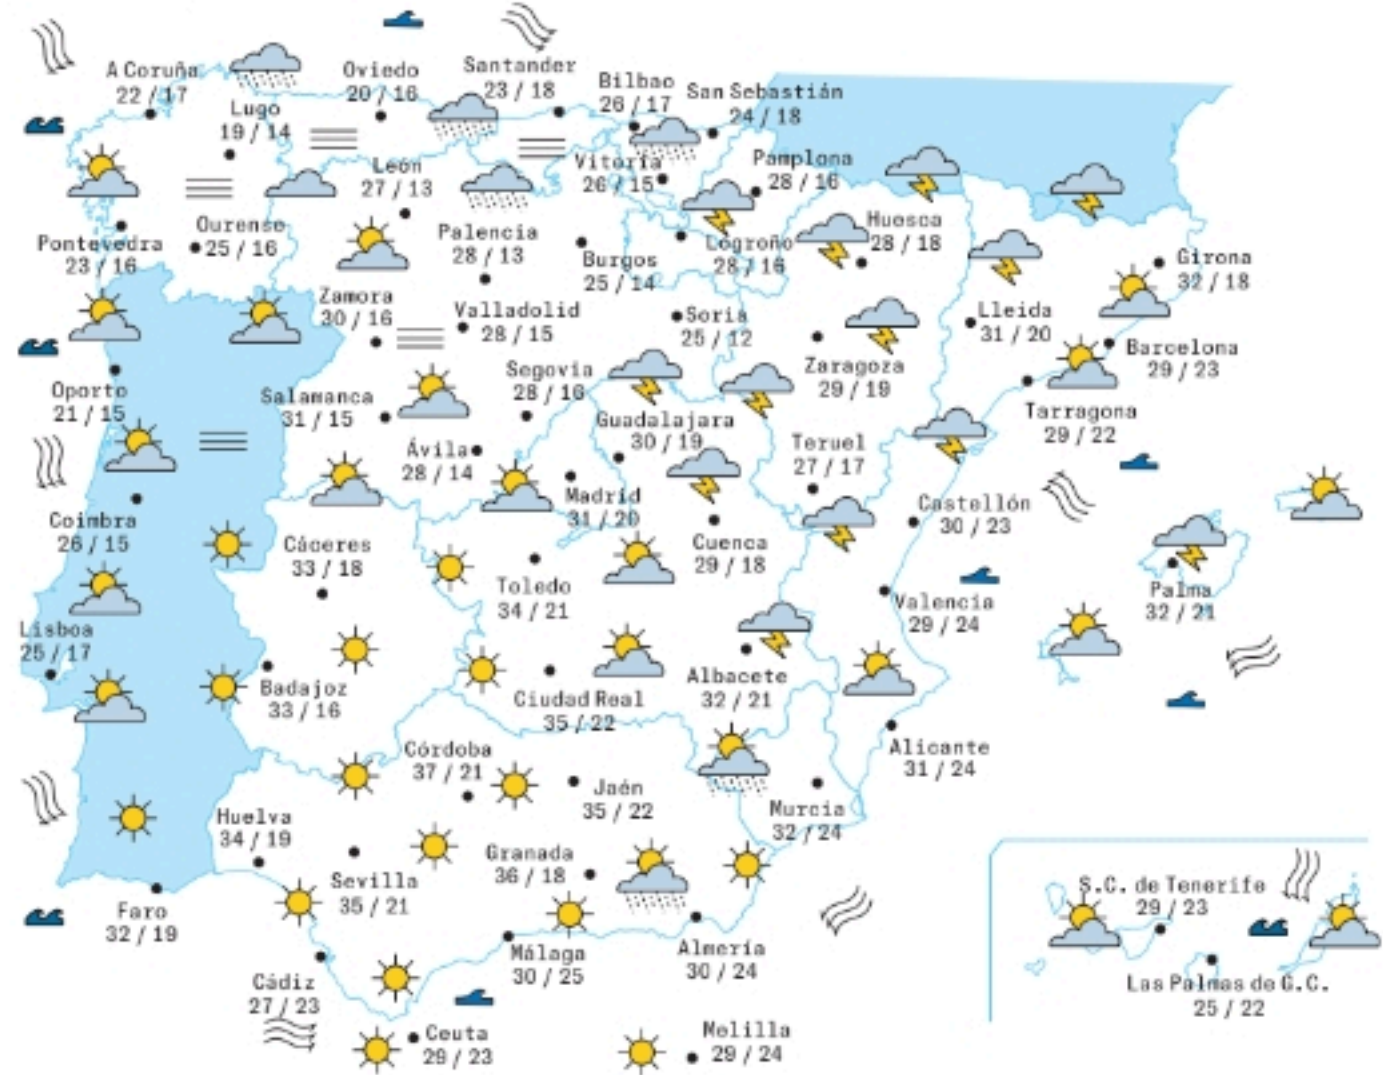 A Coruña
22 / 17
Oviedo
20 / 16
Santander
23 / 18
Bilbao
26 / 17
San Sebastián
24 / 18
Lugo
19 / 14
León
27 / 13
Vitoria
26 / 15
Pamplona
28 / 16
Pontevedra
23 / 16
Ourense
25 / 16
Palencia
28 / 13
Burgos
25 / 14
Logroño
28 / 16
Huesca
28 / 18
Girona
32 / 18
Zamora
30 / 16
Valladolid
28 / 15
Soria
25 / 12
Lleida
31 / 20
Barcelona
29 / 23
Zaragoza
29 / 19
Oporto
21 / 15
Salamanca
31 / 15
Segovia
28 / 16
Guadalajara
30 / 19
Tarragona
29 / 22
Ávila
28 / 14
Teruel
27 / 17
Madrid
31 / 20
Castellón
30 / 23
Coimbra
26 / 15
Cáceres
33 / 18
Cuenca
29 / 18
Toledo
34 / 21
Palma
32 / 21
Valencia
29 / 24
Lisboa
25 / 17
Badajoz
33 / 16
Ciudad Real
35 / 22
Albacete
32 / 21
Alicante
31 / 24
Córdoba
37 / 21
Jaén
35 / 22
Murcia
32 / 24
Huelva
34 / 19
Sevilla
35 / 21
Granada
36 / 18
Faro
32 / 19
Málaga
30 / 25
Almería
30 / 24
Cádiz
27 / 23
Ceuta
29 / 23
Melilla
29 / 24
S.C. de Tenerife
29 / 23
Las Palmas de G.C.
25 / 22